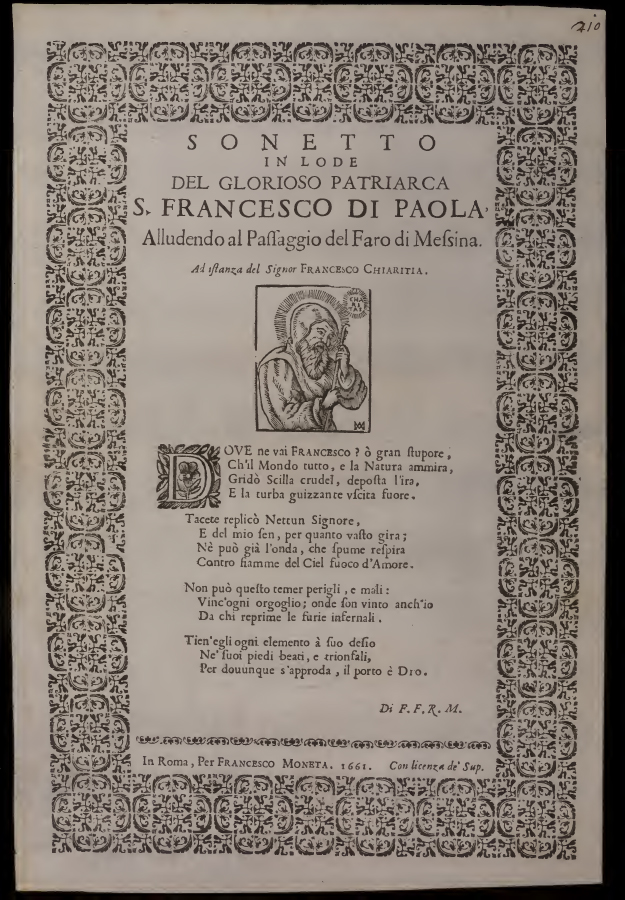 210
SONETTO
IN LODE
DEL GLORIOSO PATRIARCA
S. FRANCESCO DI PAOLA,
Alludendo al Paſſaggio del Faro di Meſsina.
Ad iſtanza del Signor FRANCESCO CHIARITIA.
CHA
RI
TAS
DOVE ne vai FRANCESCO? ò gran ſtupore,
Ch'il Mondo tutto, e la Natura ammira,
Gridò Scilla crudel, depoſta l'ira,
E la turba guizzante vſcita fuore.
Tacete replicò Nettun Signore,
E del mio ſen, per quanto vaſto gira;
Nè può già l'onda, che ſpume reſpira
Contro fiamme del Ciel fuoco d'Amore.
Non può queſto temer perigli, e mali:
Vinc'ogni orgoglio; onde ſon vinto anch'io
Da chi reprime le furie infernali.
Tien'egli ogni elemento à ſuo deſio
Ne' ſuoi piedi beati, e trionfali,
Per douunque s'approda, il porto è DIO.
Di F. F. R. M.
In Roma, Per FRANCESCO MONETA. 1661. Con licenza de' Sup.